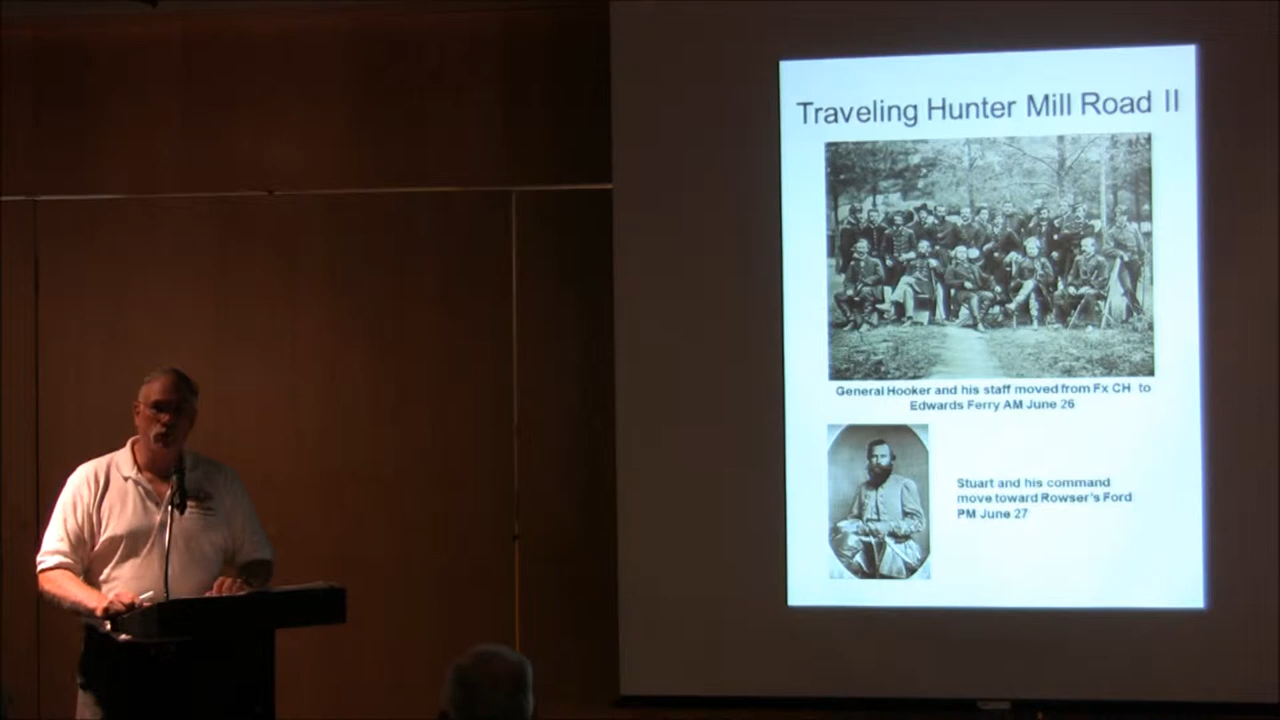 Traveling Hunter Mill Road II
General Hooker and his staff moved from Fx CH to
Edwards Ferry AM June 26
Stuart and his command
move toward Rowser's Ford
PM June 27